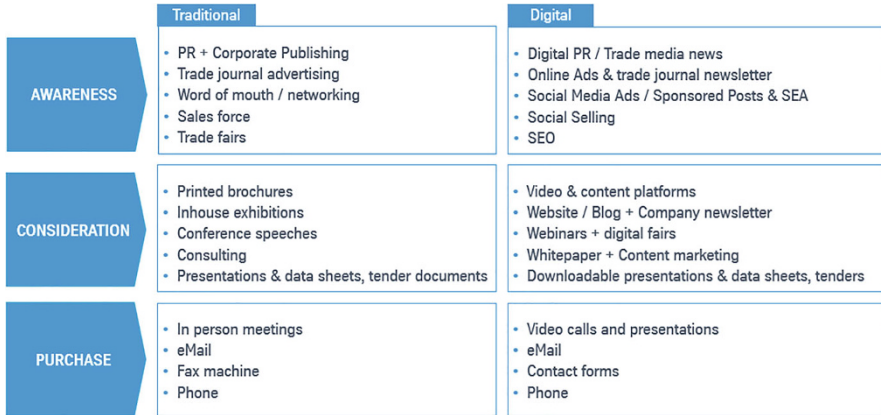 Traditional
Digital
AWARENESS
• PR + Corporate Publishing
• Trade journal advertising
• Word of mouth / networking
• Sales force
• Trade fairs
• Digital PR / Trade media news
• Online Ads & trade journal newsletter
• Social Media Ads / Sponsored Posts & SEA
• Social Selling
• SEO
CONSIDERATION
• Printed brochures
• Inhouse exhibitions
• Conference speeches
• Consulting
• Presentations & data sheets, tender documents
• Video & content platforms
• Website / Blog + Company newsletter
• Webinars + digital fairs
• Whitepaper + Content marketing
• Downloadable presentations & data sheets, tenders
PURCHASE
• In person meetings
• eMail
• Fax machine
• Phone
• Video calls and presentations
• eMail
• Contact forms
• Phone